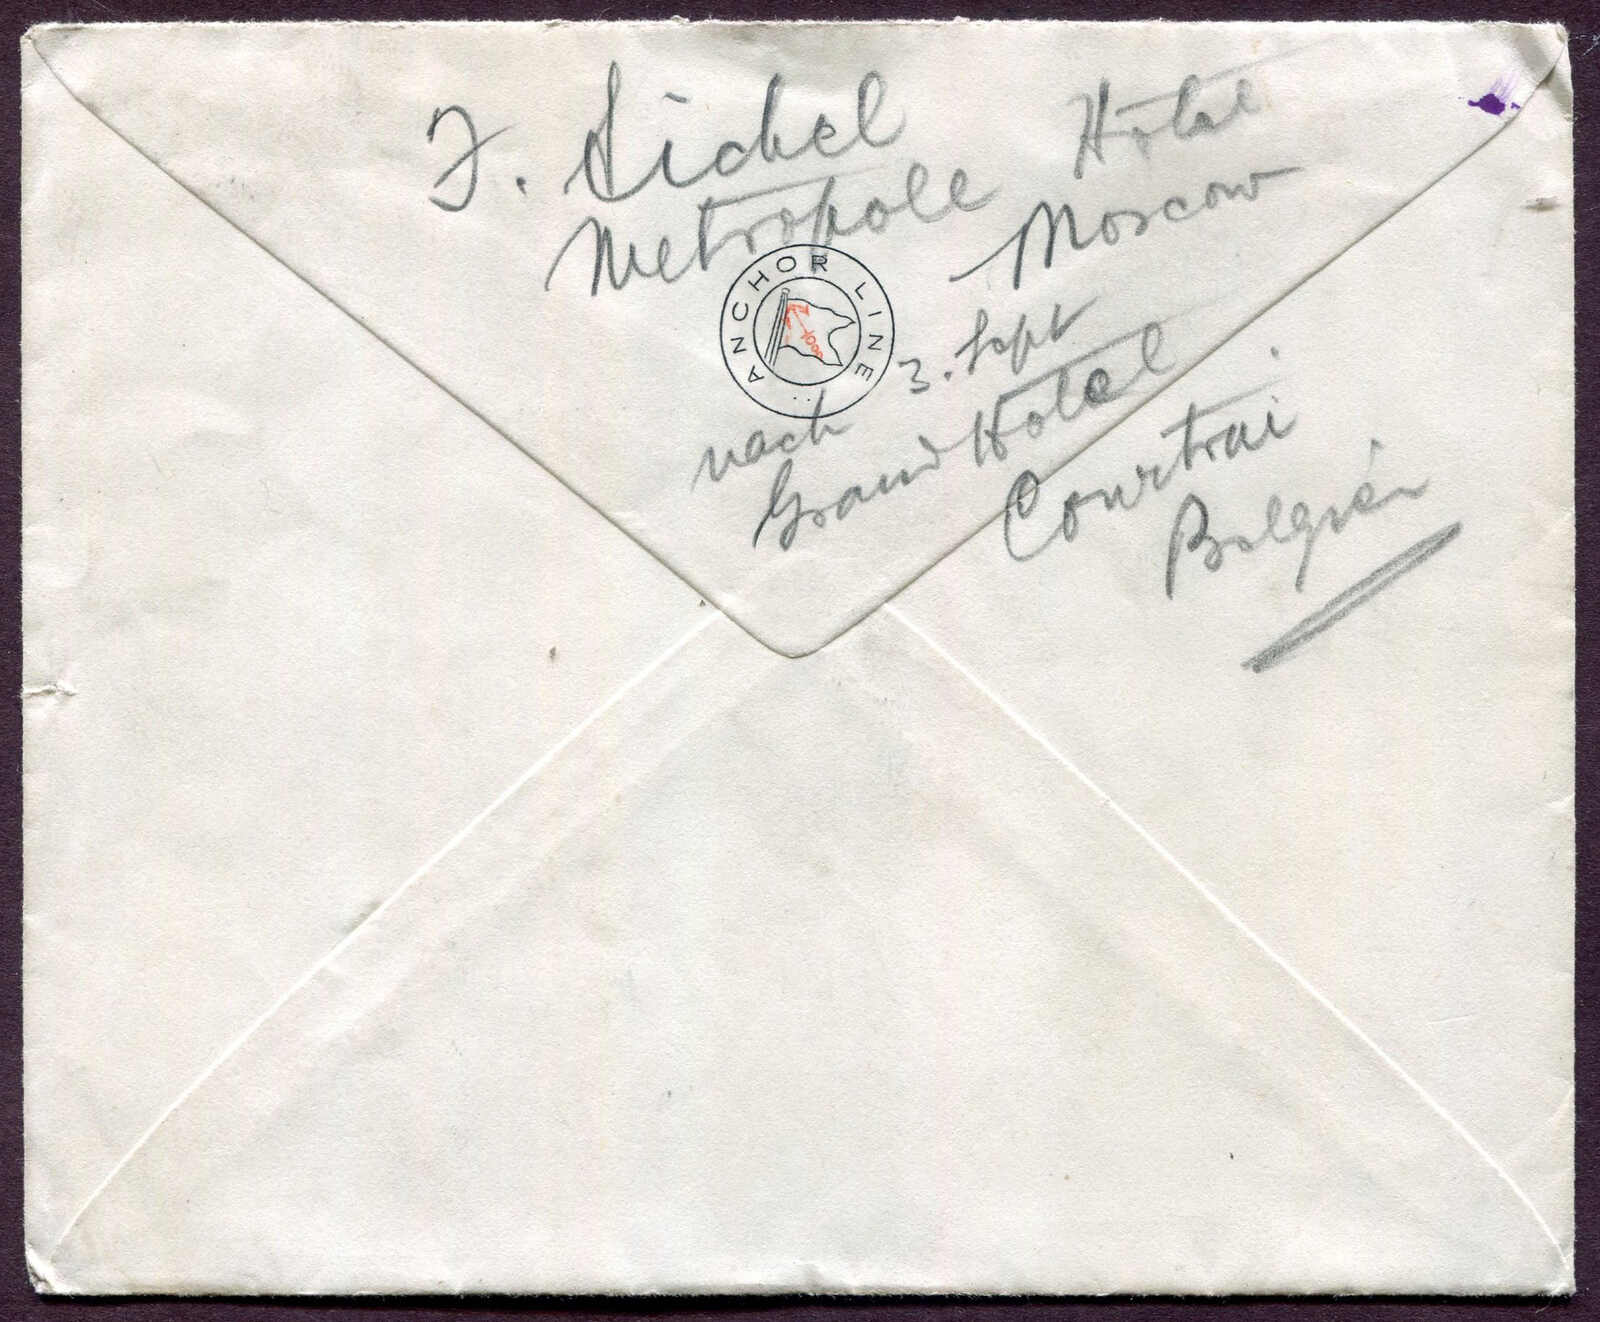 F. Sichel
Metropole Hotel
Moscow
ANCHOR LINE
nach 3. Sept
Grand Hotel
Courtrai
Belgien